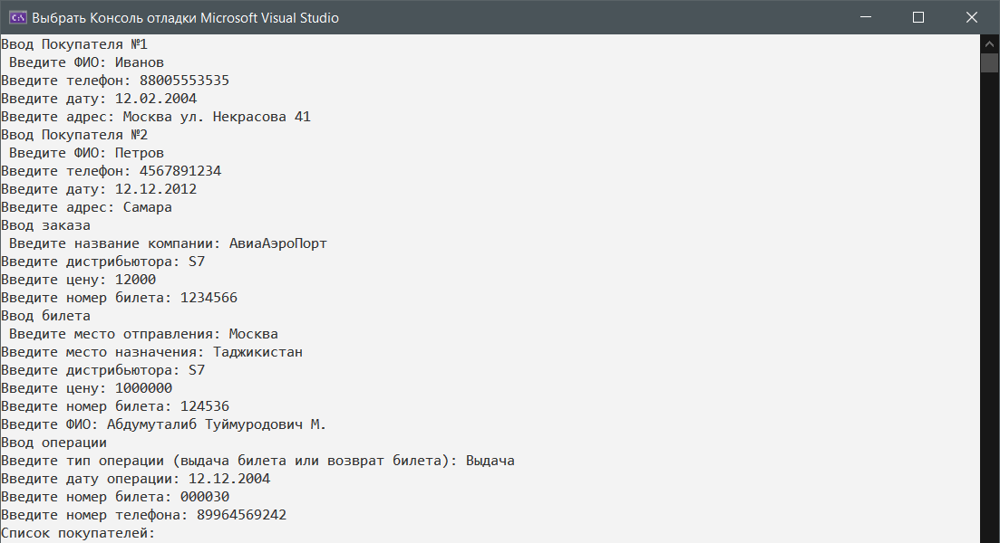 Выбрать Консоль отладки Microsoft Visual Studio
Ввод Покупателя №1
Введите ФИО: Иванов
Введите телефон: 88005553535
Введите дату: 12.02.2004
Введите адрес: Москва ул. Некрасова 41
Ввод Покупателя №2
Введите ФИО: Петров
Введите телефон: 4567891234
Введите дату: 12.12.2012
Введите адрес: Самара
Ввод заказа
Введите название компании: АвиаАэроПорт
Введите дистрибьютора: S7
Введите цену: 12000
Введите номер билета: 1234566
Ввод билета
Введите место отправления: Москва
Введите место назначения: Таджикистан
Введите дистрибьютора: S7
Введите цену: 1000000
Введите номер билета: 124536
Введите ФИО: Абдумуталиб Туймуродович М.
Ввод операции
Введите тип операции (выдача билета или возврат билета): Выдача
Введите дату операции: 12.12.2004
Введите номер билета: 000030
Введите номер телефона: 89964569242
Список покупателей: